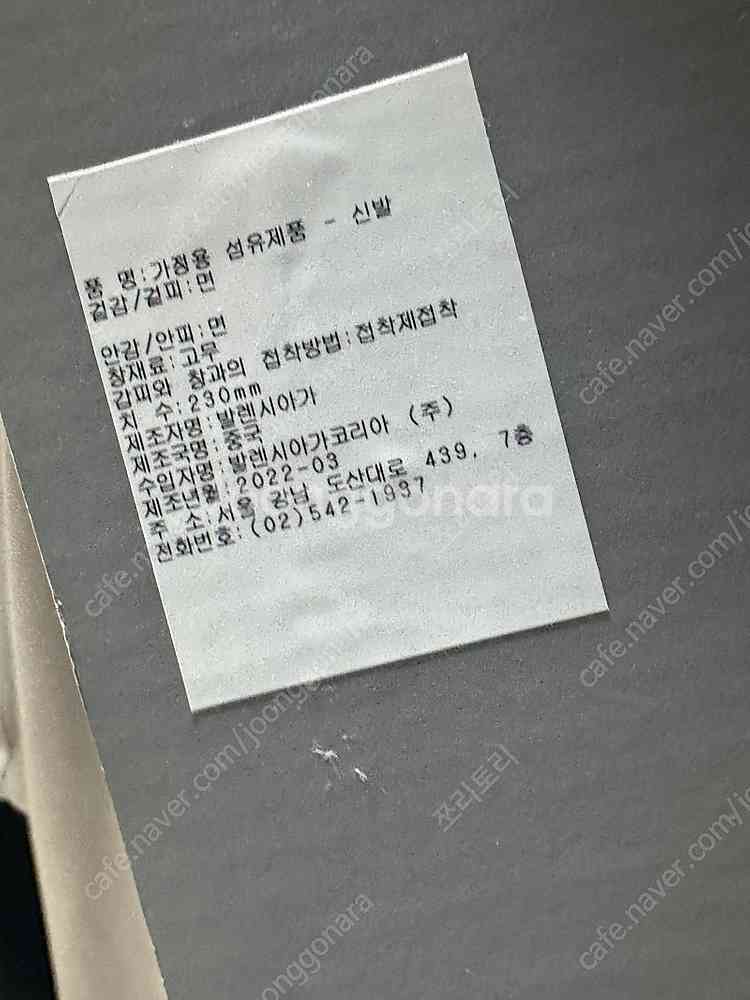 품 명:가정용 섬유제품 - 신발
겉감/겉피:면
안감/안피:면
창재료:고무
갑피와 창과의 접착방법:접착제접착
치 수:230mm
제조자명:발렌시아가
제조국명:중국
수입자명:발렌시아가코리아 (주)
제조년월:2022-03
주 소:서울 강남 도산대로 439, 7층
전화번호:(02)542-1937
joonggonara
cafe.naver.com/joonggonara
쪼리토리